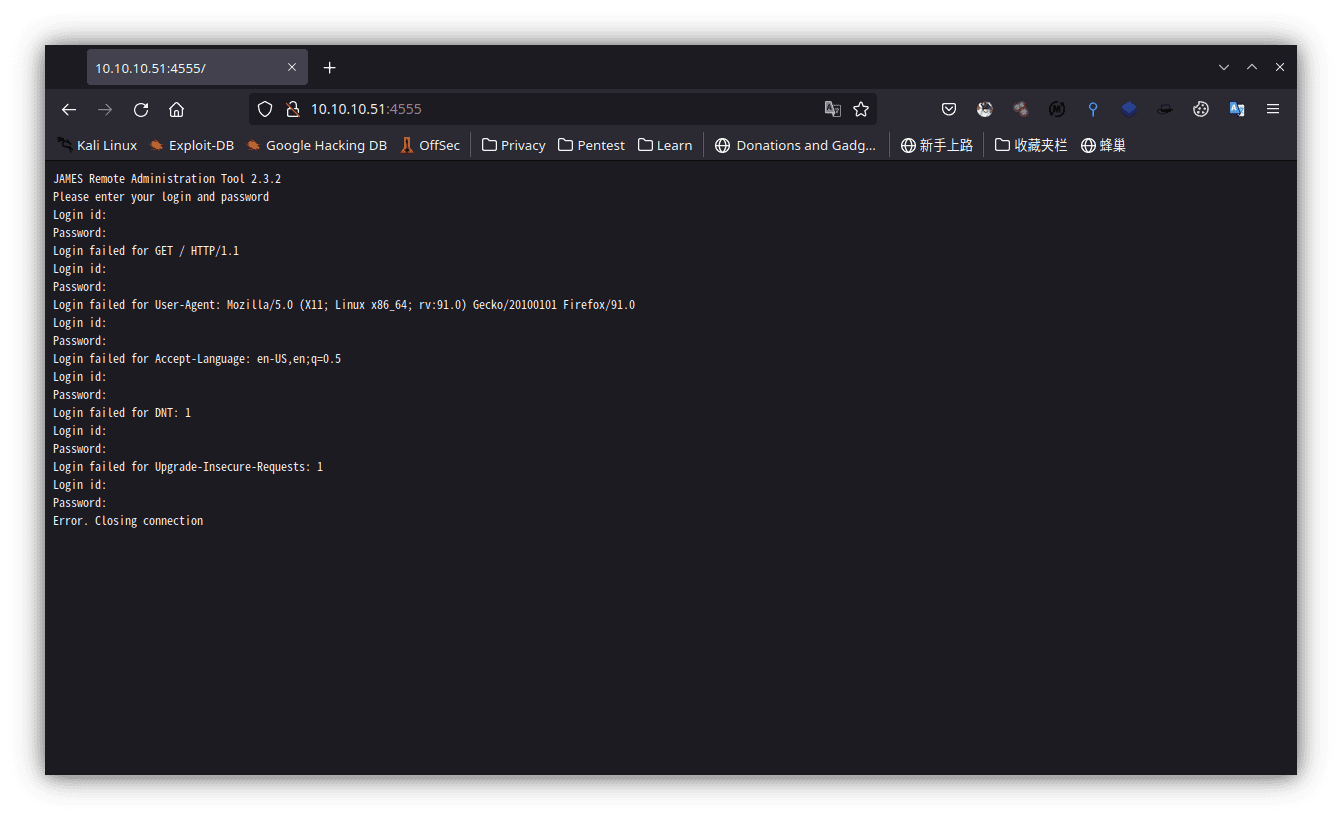 10.10.10.51:4555/
10.10.10.51:4555
Kali Linux Exploit-DB Google Hacking DB OffSec Privacy Pentest Learn Donations and Gadg... 新手上路 收藏夹栏 蜂巢
JAMES Remote Administration Tool 2.3.2
Please enter your login and password
Login id:
Password:
Login failed for GET / HTTP/1.1
Login id:
Password:
Login failed for User-Agent: Mozilla/5.0 (X11; Linux x86_64; rv:91.0) Gecko/20100101 Firefox/91.0
Login id:
Password:
Login failed for Accept-Language: en-US,en;q=0.5
Login id:
Password:
Login failed for DNT: 1
Login id:
Password:
Login failed for Upgrade-Insecure-Requests: 1
Login id:
Password:
Error. Closing connection